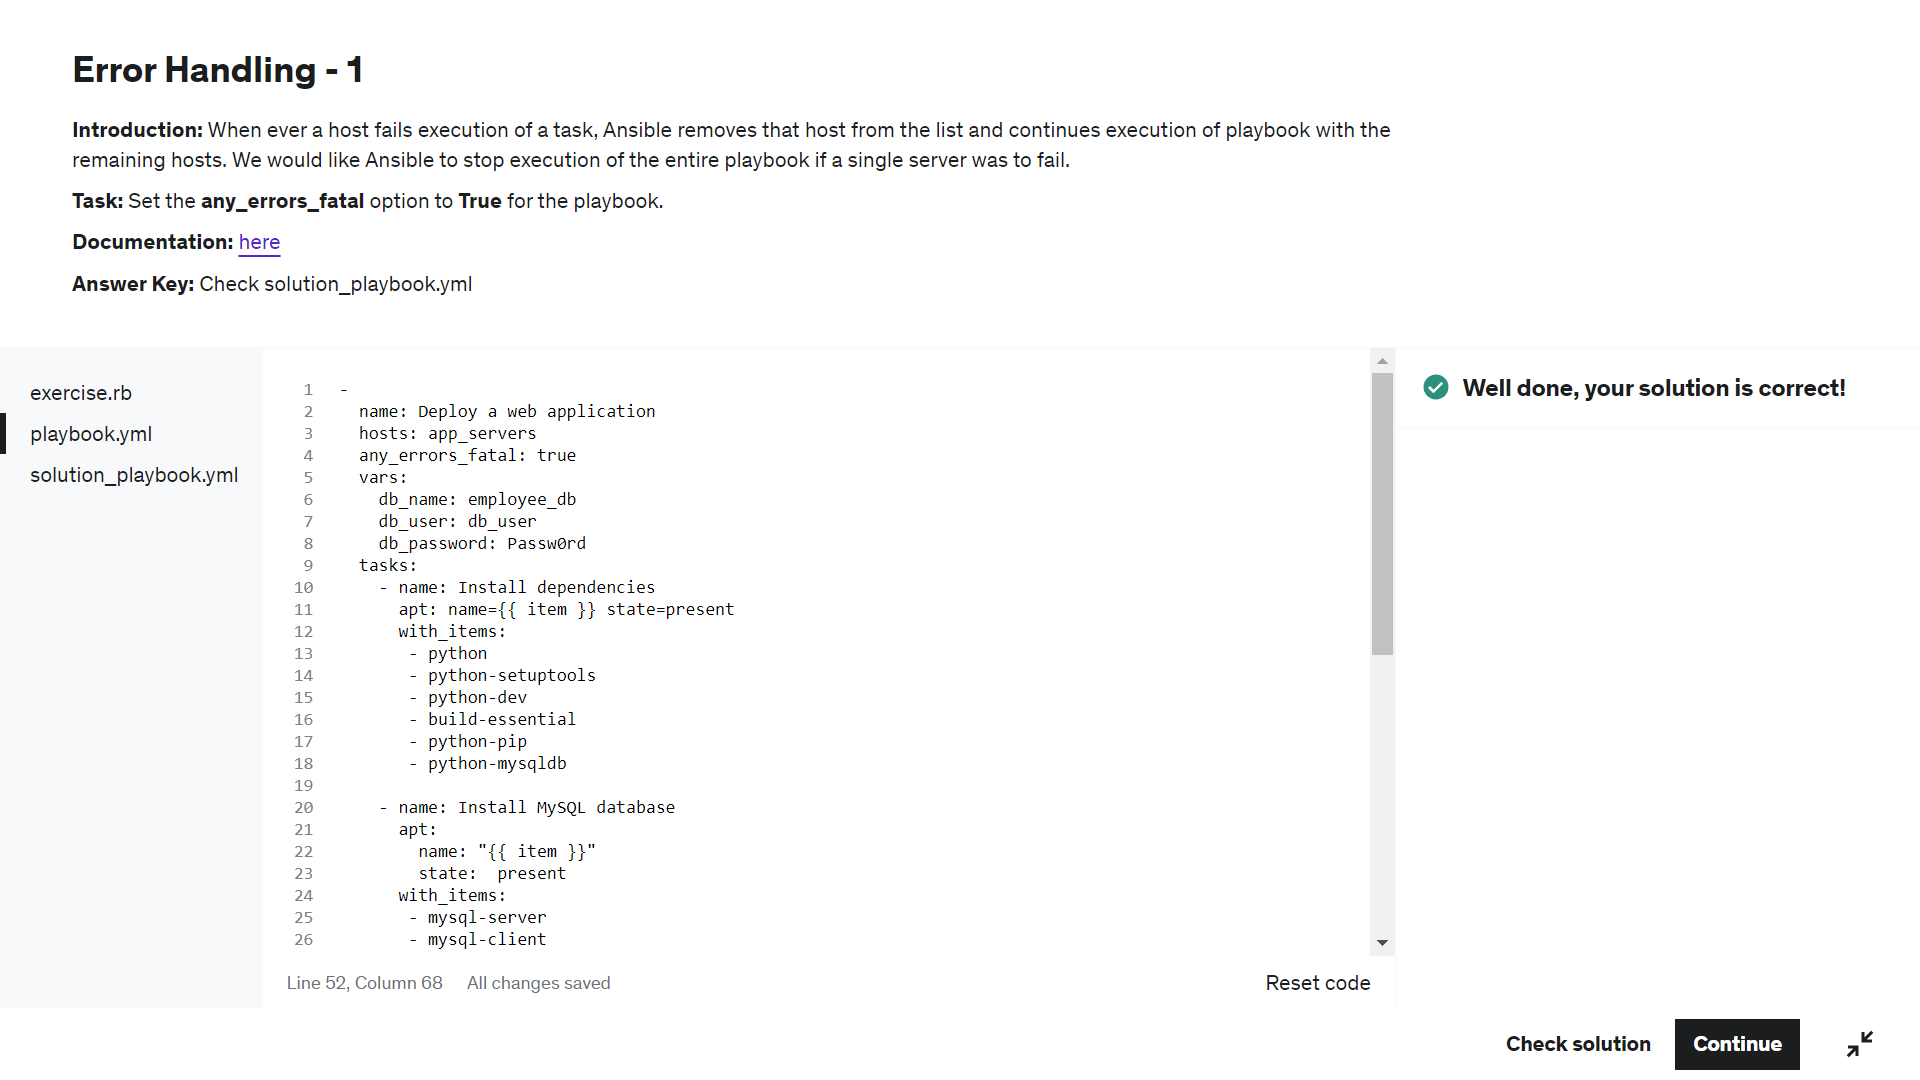 Error Handling - 1
Introduction: When ever a host fails execution of a task, Ansible removes that host from the list and continues execution of playbook with the
remaining hosts. We would like Ansible to stop execution of the entire playbook if a single server was to fail.
Task: Set the any_errors_fatal option to True for the playbook.
Documentation: here
Answer Key: Check solution_playbook.yml
exercise.rb
playbook.yml
solution_playbook.yml
1 -
2 name: Deploy a web application
3 hosts: app_servers
4 any_errors_fatal: true
5 vars:
6 db_name: employee_db
7 db_user: db_user
8 db_password: Passw0rd
9 tasks:
10 - name: Install dependencies
11 apt: name={{ item }} state=present
12 with_items:
13 - python
14 - python-setuptools
15 - python-dev
16 - build-essential
17 - python-pip
18 - python-mysqldb
19
20 - name: Install MySQL database
21 apt:
22 name: "{{ item }}"
23 state:  present
24 with_items:
25 - mysql-server
26 - mysql-client
Line 52, Column 68 All changes saved Reset code
Well done, your solution is correct!
Check solution Continue